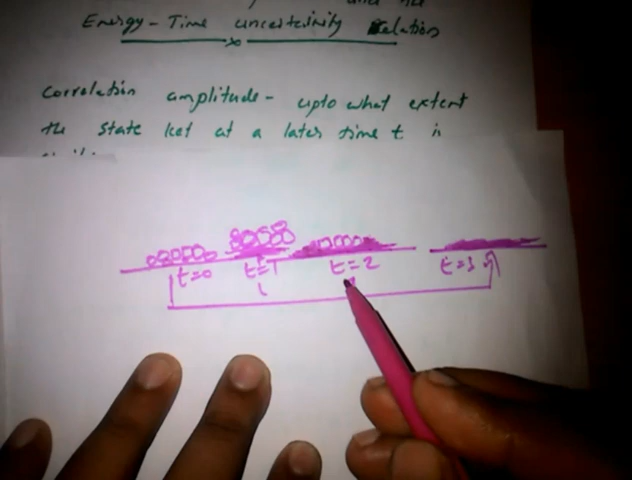 Energy - Time uncertainity Relation
Correlation amplitude - upto what extent
the state ket at a later time t is
t=0 t=1 t=2 t=3